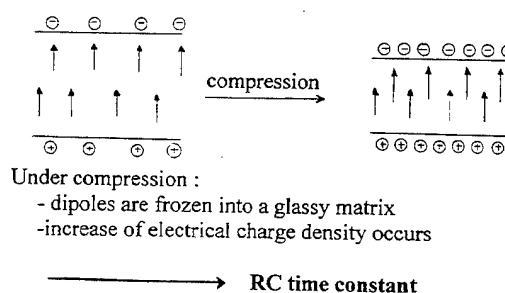 ⊖ ⊖ ⊖ ⊖
⊕ ⊕ ⊕ ⊕
compression
⊖ ⊖ ⊖ ⊖ ⊖ ⊖ ⊖
⊕ ⊕ ⊕ ⊕ ⊕ ⊕ ⊕
Under compression :
- dipoles are frozen into a glassy matrix
-increase of electrical charge density occurs
RC time constant